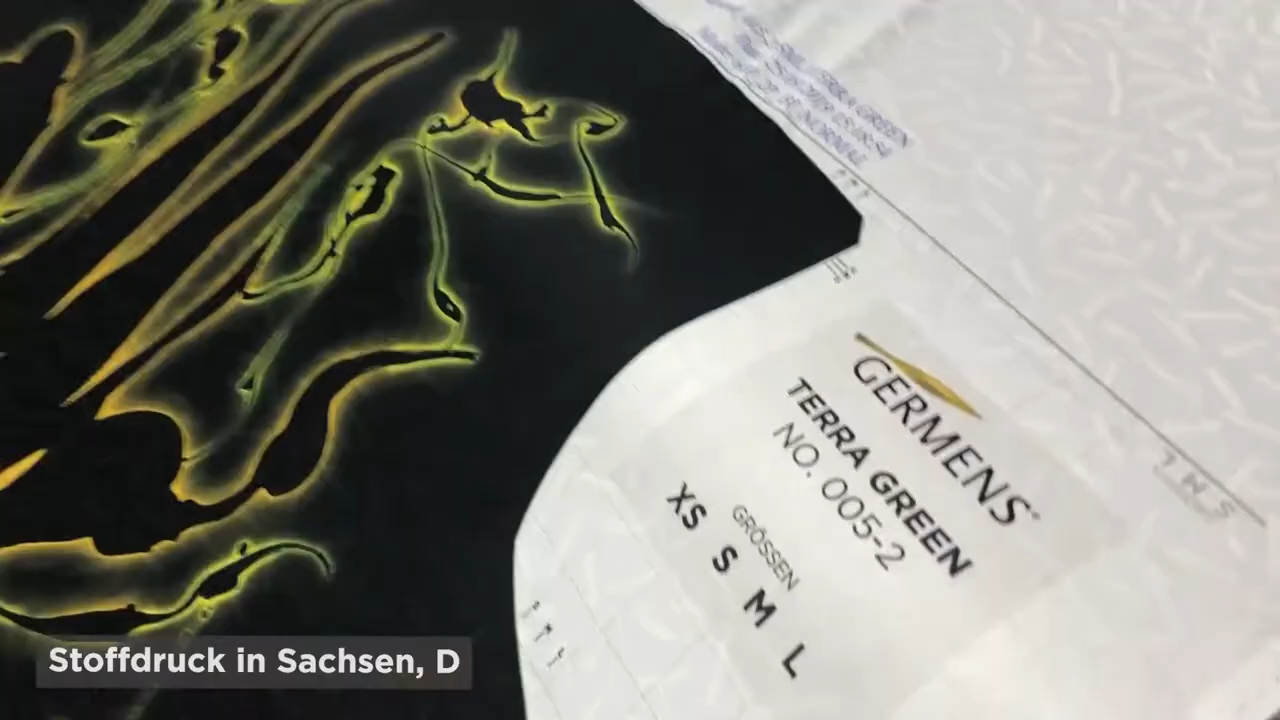 GERMENS
TERRA GREEN
NO. 005-2
GRÖSSEN
XS S M L
Stoffdruck in Sachsen, D